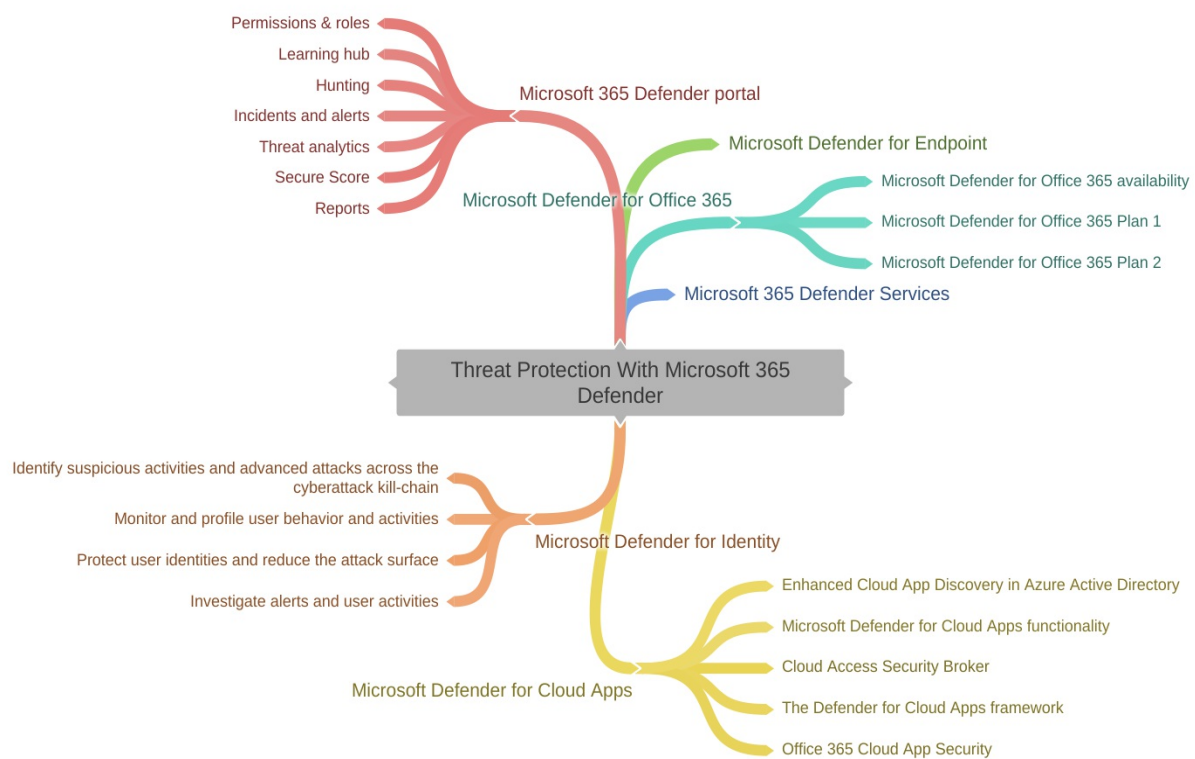 Permissions & roles
Learning hub
Hunting
Incidents and alerts
Threat analytics
Secure Score
Reports
Microsoft 365 Defender portal
Microsoft Defender for Endpoint
Microsoft Defender for Office 365
Microsoft Defender for Office 365 availability
Microsoft Defender for Office 365 Plan 1
Microsoft Defender for Office 365 Plan 2
Microsoft 365 Defender Services
Threat Protection With Microsoft 365
Defender
Identify suspicious activities and advanced attacks across the
cyberattack kill-chain
Monitor and profile user behavior and activities
Protect user identities and reduce the attack surface
Investigate alerts and user activities
Microsoft Defender for Identity
Microsoft Defender for Cloud Apps
Enhanced Cloud App Discovery in Azure Active Directory
Microsoft Defender for Cloud Apps functionality
Cloud Access Security Broker
The Defender for Cloud Apps framework
Office 365 Cloud App Security